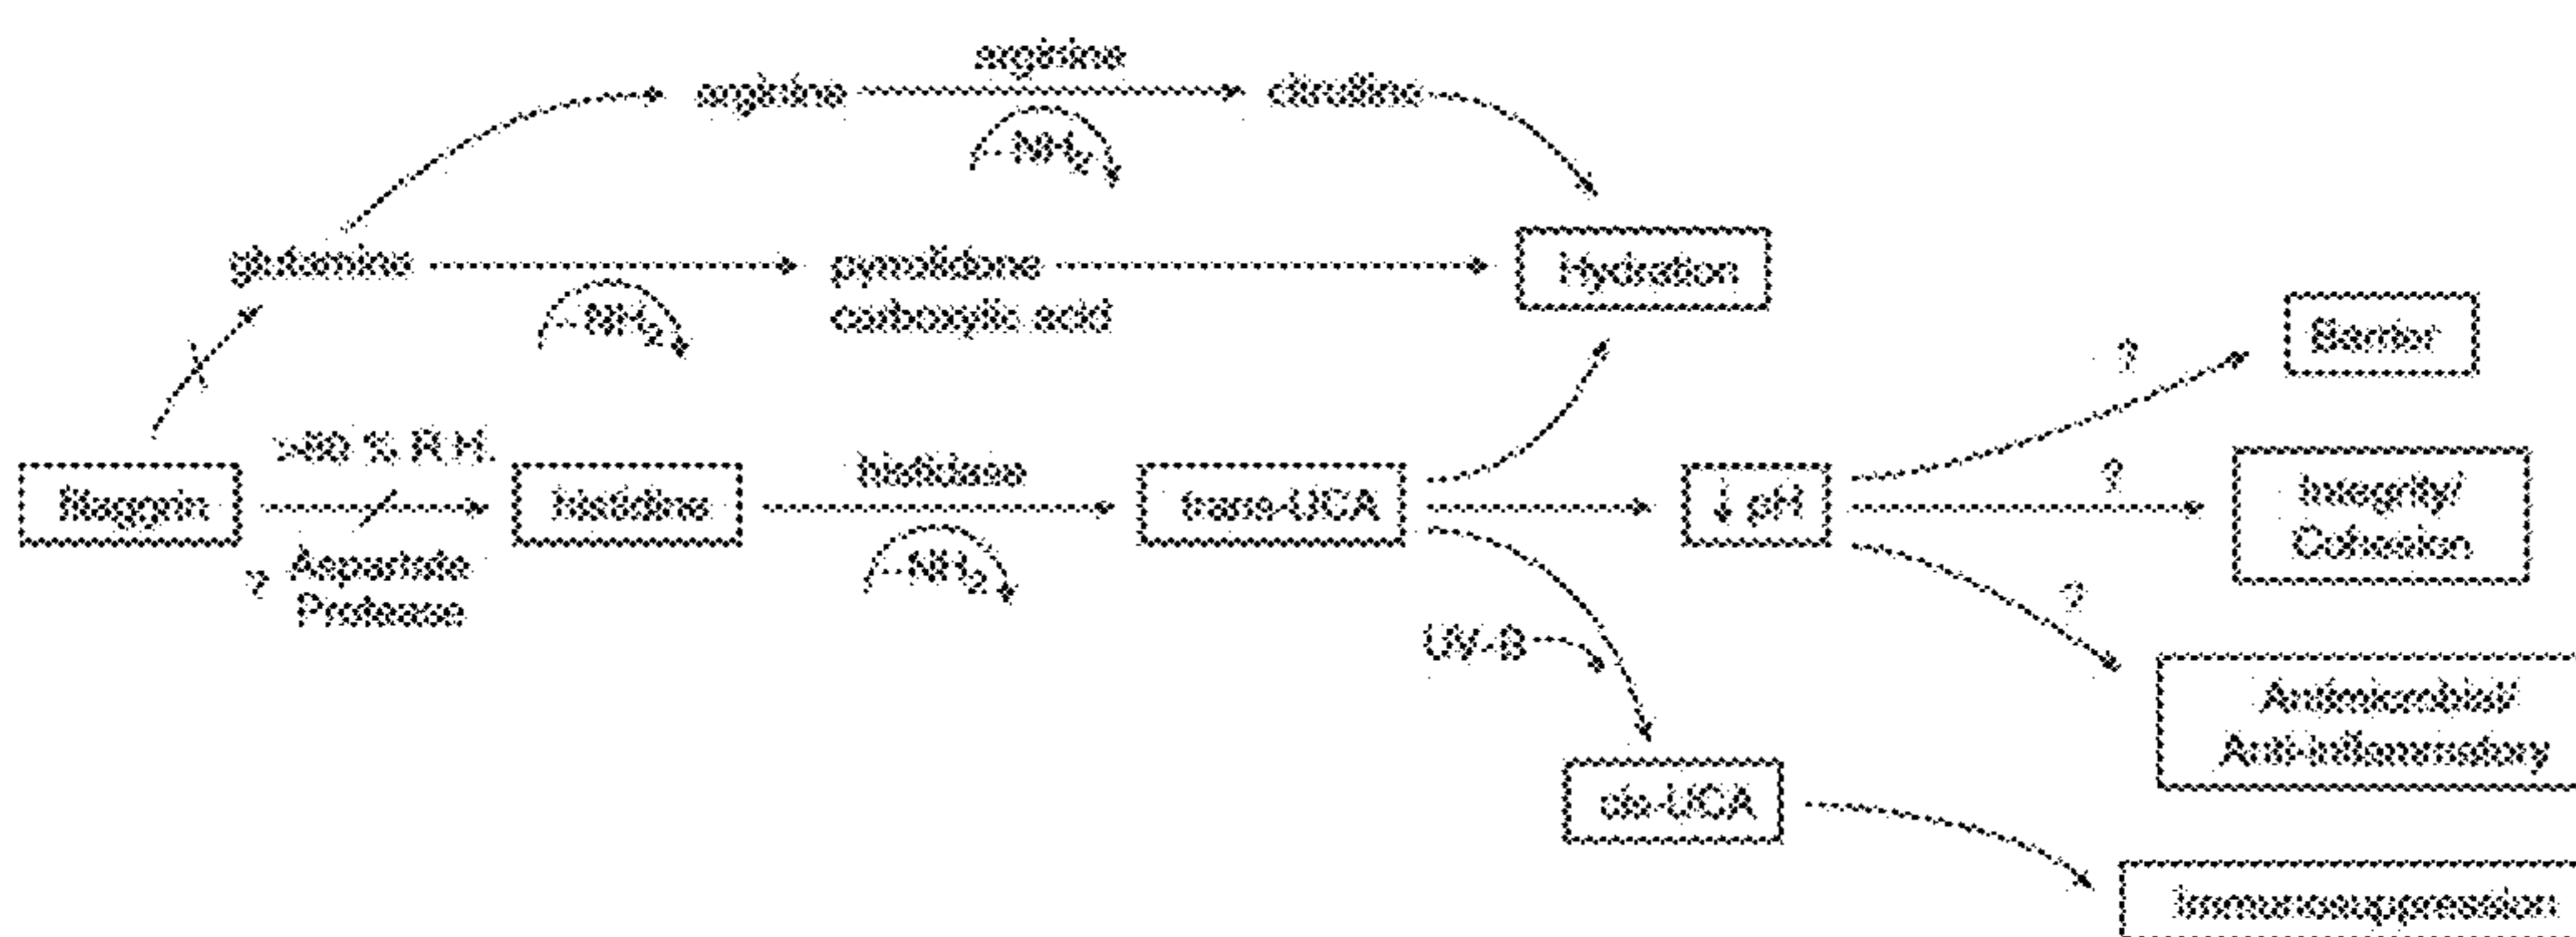 arginine
arginine
citrulline
- NH2
glutamine
pyrrolidone
carboxylic acid
Hydration
- NH2
Barrier
?
>80 % R.H.
filaggrin
histidine
histidase
trans-UCA
↓ pH
?
Integrity/
Cohesion
? Aspartate
Protease
-NH2
?
UV-B
Antimicrobial/
Anti-inflammatory
cis-UCA
Immunosuppression